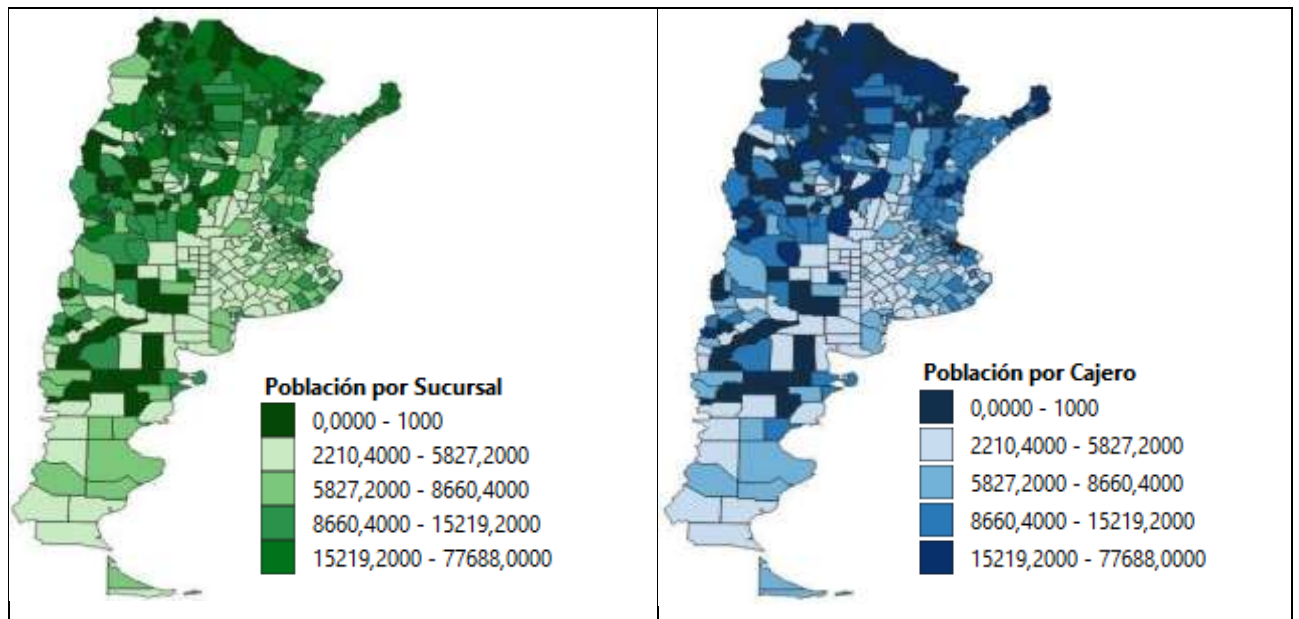 Población por Sucursal
0,0000 - 1000
2210,4000 - 5827,2000
5827,2000 - 8660,4000
8660,4000 - 15219,2000
15219,2000 - 77688,0000
Población por Cajero
0,0000 - 1000
2210,4000 - 5827,2000
5827,2000 - 8660,4000
8660,4000 - 15219,2000
15219,2000 - 77688,0000